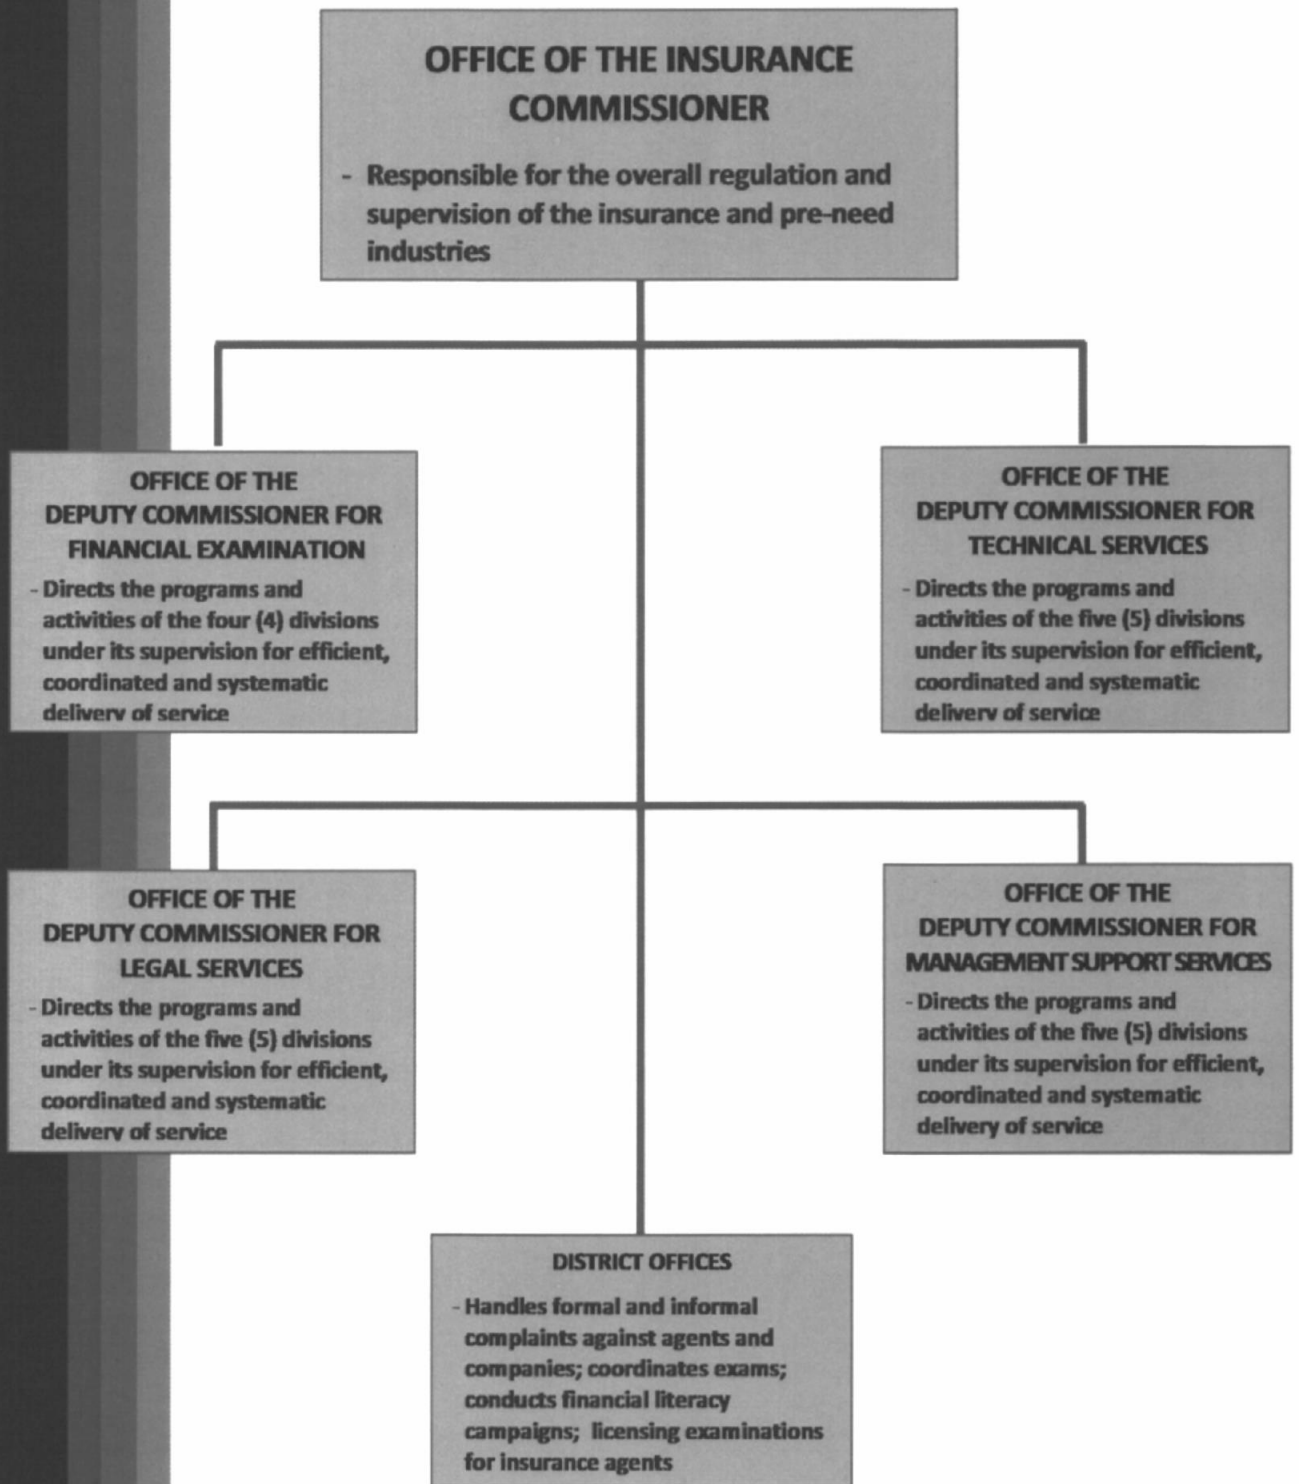 OFFICE OF THE INSURANCE
COMMISSIONER
- Responsible for the overall regulation and
supervision of the insurance and pre-need
industries
OFFICE OF THE
DEPUTY COMMISSIONER FOR
FINANCIAL EXAMINATION
- Directs the programs and
activities of the four (4) divisions
under its supervision for efficient,
coordinated and systematic
delivery of service
OFFICE OF THE
DEPUTY COMMISSIONER FOR
TECHNICAL SERVICES
- Directs the programs and
activities of the five (5) divisions
under its supervision for efficient,
coordinated and systematic
delivery of service
OFFICE OF THE
DEPUTY COMMISSIONER FOR
LEGAL SERVICES
- Directs the programs and
activities of the five (5) divisions
under its supervision for efficient,
coordinated and systematic
delivery of service
OFFICE OF THE
DEPUTY COMMISSIONER FOR
MANAGEMENT SUPPORT SERVICES
- Directs the programs and
activities of the five (5) divisions
under its supervision for efficient,
coordinated and systematic
delivery of service
DISTRICT OFFICES
- Handles formal and informal
complaints against agents and
companies; coordinates exams;
conducts financial literacy
campaigns; licensing examinations
for insurance agents